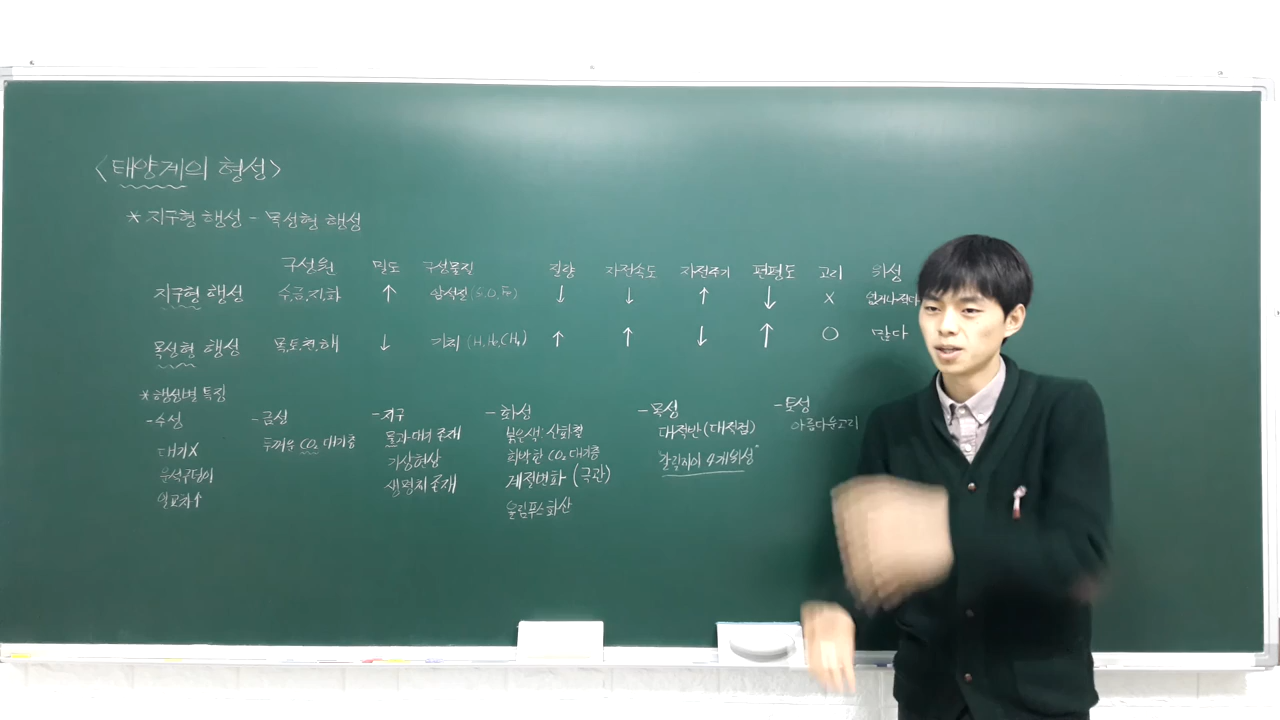 <태양계의 형성>
* 지구형 행성 - 목성형 행성
구성원 밀도 구성물질 질량 자전속도 자전주기 편평도 고리 위성
지구형 행성 수,금,지,화 ↑ 암석질 (S,O,Fe) ↓ ↓ ↑ ↓ X 없거나 적다
목성형 행성 목,토,천,해 ↓ 기체 (H, He, CH₄) ↑ ↑ ↓ ↑ O 많다
* 행성별 특징
- 수성
대기 X
운석구덩이
일교차↑
- 금성
두꺼운 CO₂ 대기층
- 지구
물과 대기 존재
기상현상
생명체 존재
- 화성
붉은색: 산화철
희박한 CO₂ 대기층
계절변화 (극관)
올림푸스 화산
- 목성
대적반 (대적점)
"갈릴레이 4개위성"
- 토성
아름다운고리